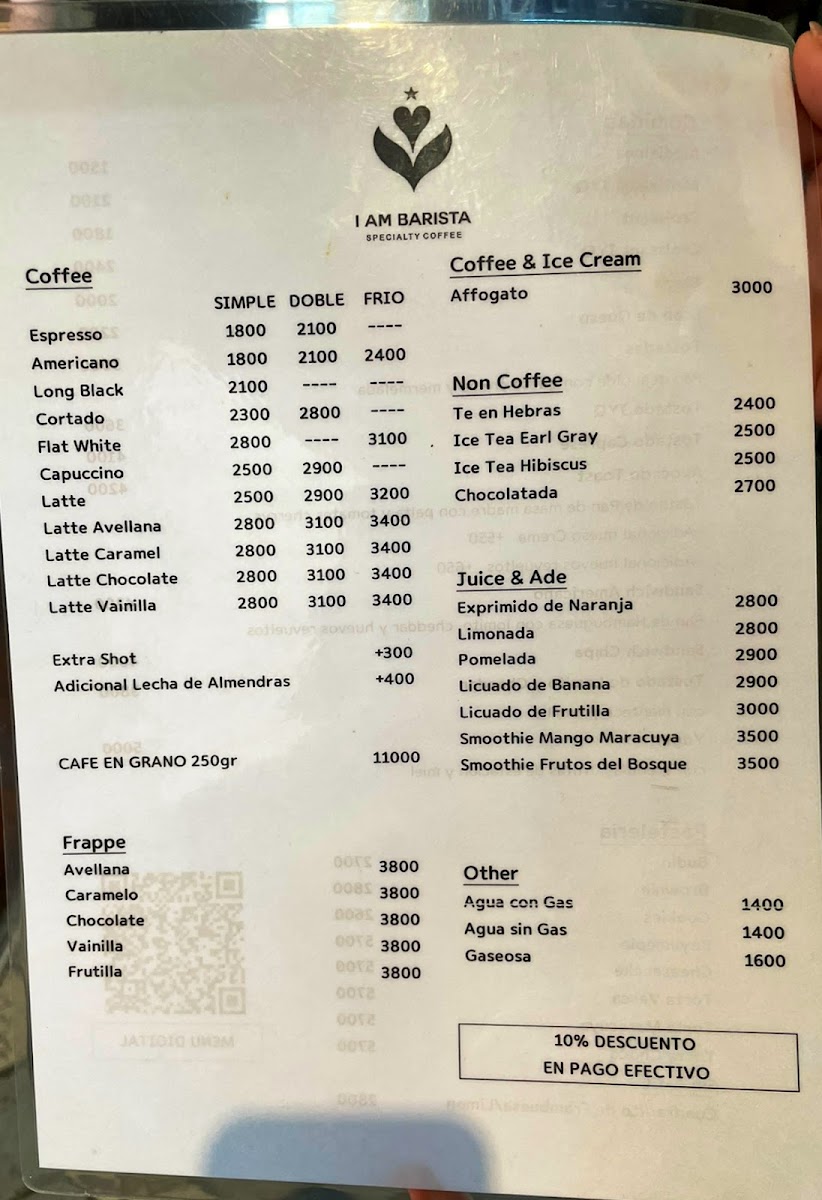 I AM BARISTA
SPECIALTY COFFEE
Coffee
SIMPLE DOBLE FRIO
Espresso 1800 2100 ----
Americano 1800 2100 2400
Long Black 2100 ---- ----
Cortado 2300 2800 ----
Flat White 2800 ---- 3100
Capuccino 2500 2900 ----
Latte 2500 2900 3200
Latte Avellana 2800 3100 3400
Latte Caramel 2800 3100 3400
Latte Chocolate 2800 3100 3400
Latte Vainilla 2800 3100 3400
Extra Shot +300
Adicional Lecha de Almendras +400
CAFE EN GRANO 250gr 11000
Frappe
Avellana 3800
Caramelo 3800
Chocolate 3800
Vainilla 3800
Frutilla 3800
Coffee & Ice Cream
Affogato 3000
Non Coffee
Te en Hebras 2400
Ice Tea Earl Gray 2500
Ice Tea Hibiscus 2500
Chocolatada 2700
Juice & Ade
Exprimido de Naranja 2800
Limonada 2800
Pomelada 2900
Licuado de Banana 2900
Licuado de Frutilla 3000
Smoothie Mango Maracuya 3500
Smoothie Frutos del Bosque 3500
Other
Agua con Gas 1400
Agua sin Gas 1400
Gaseosa 1600
10% DESCUENTO
EN PAGO EFECTIVO